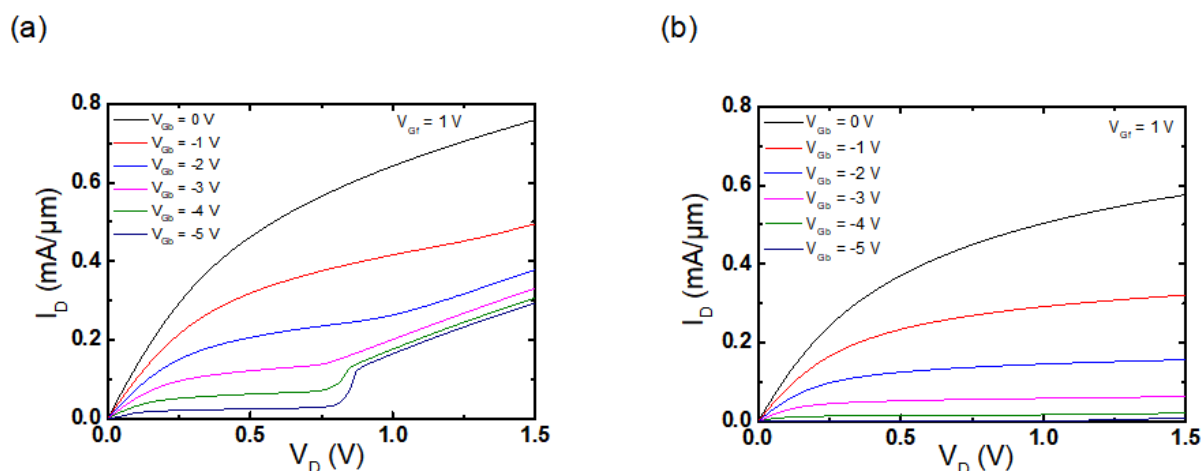 (a)
(b)
0.8
0.6
0.4
0.2
0.0
I_D (mA/μm)
V_Gb = 0 V
V_Gb = -1 V
V_Gb = -2 V
V_Gb = -3 V
V_Gb = -4 V
V_Gb = -5 V
V_Gf = 1 V
0.0 0.5 1.0 1.5
V_D (V)
0.8
0.6
0.4
0.2
0.0
I_D (mA/μm)
V_Gb = 0 V
V_Gb = -1 V
V_Gb = -2 V
V_Gb = -3 V
V_Gb = -4 V
V_Gb = -5 V
V_Gf = 1 V
0.0 0.5 1.0 1.5
V_D (V)